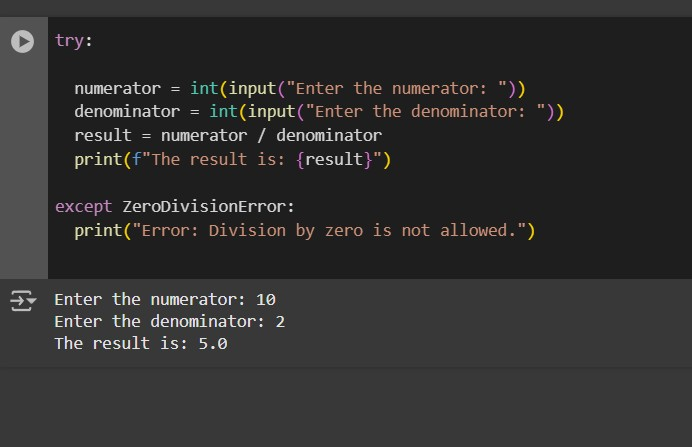 try:
numerator = int(input("Enter the numerator: "))
denominator = int(input("Enter the denominator: "))
result = numerator / denominator
print(f"The result is: {result}")
except ZeroDivisionError:
print("Error: Division by zero is not allowed.")
Enter the numerator: 10
Enter the denominator: 2
The result is: 5.0